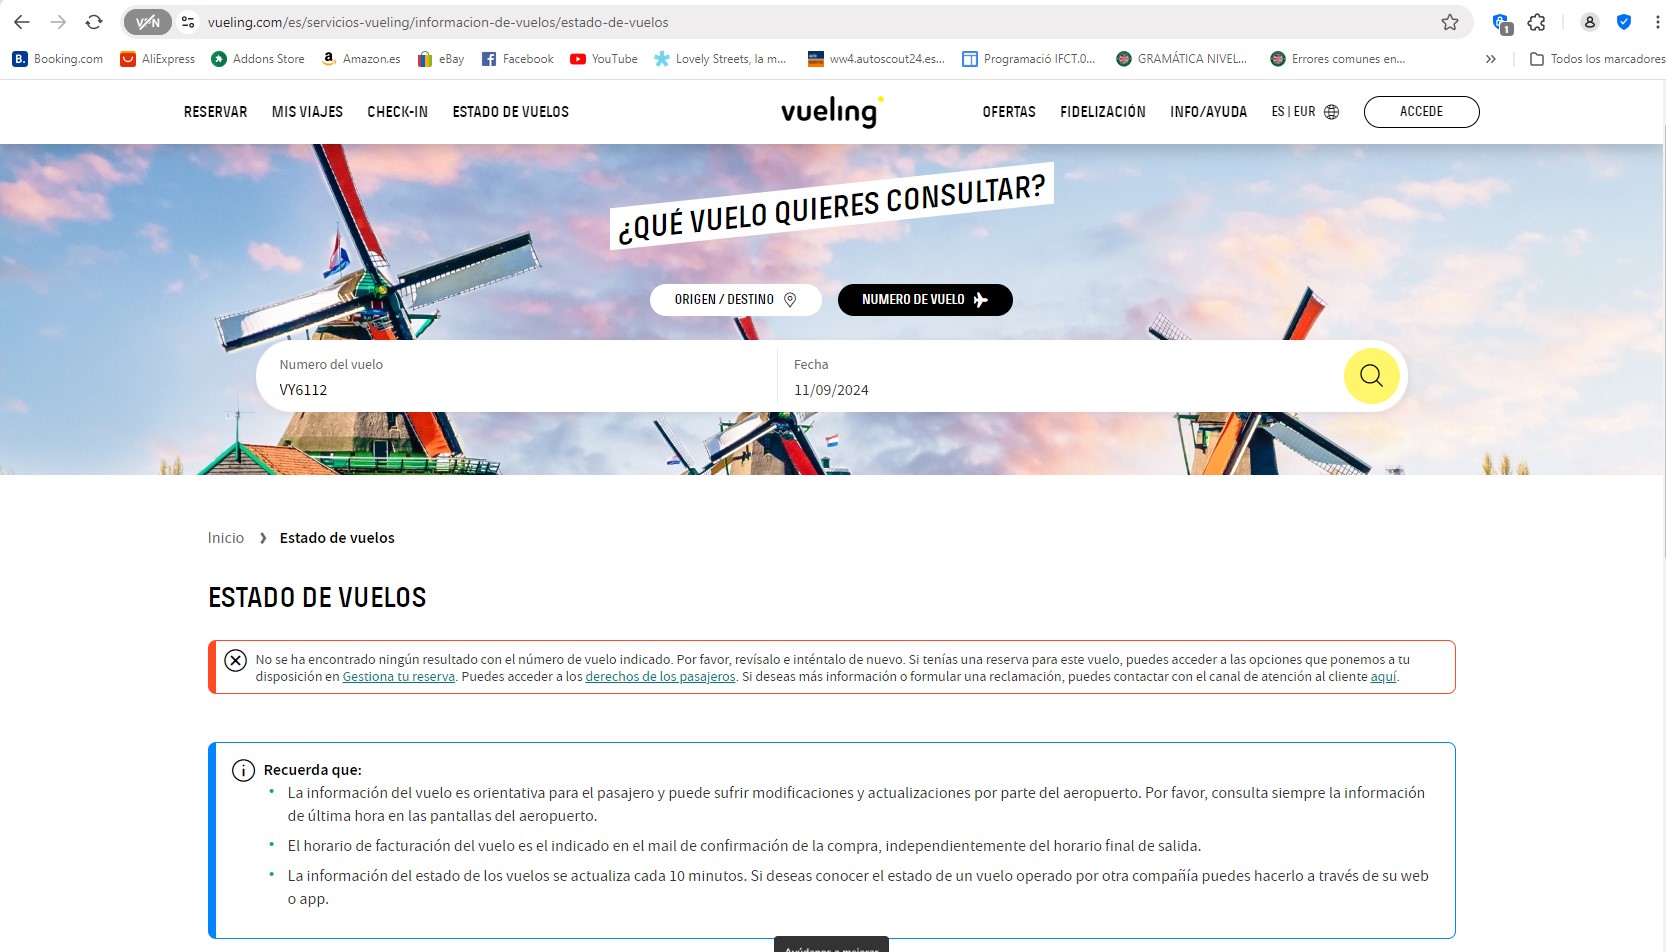 VPN
vueling.com/es/servicios-vueling/informacion-de-vuelos/estado-de-vuelos
1
B. Booking.com
AliExpress
Addons Store
a Amazon.es
eBay
Facebook
YouTube
Lovely Streets, la m...
ww4.autoscout24.es...
Programació IFCT.0...
GRAMÁTICA NIVEL...
Errores comunes en...
»
Todos los marcadores
RESERVAR
MIS VIAJES
CHECK-IN
ESTADO DE VUELOS
vueling
OFERTAS
FIDELIZACIÓN
INFO/AYUDA
ES | EUR
ACCEDE
¿QUÉ VUELO QUIERES CONSULTAR?
ORIGEN / DESTINO
NUMERO DE VUELO
Numero del vuelo
VY6112
Fecha
11/09/2024
Inicio ❯ Estado de vuelos
ESTADO DE VUELOS
No se ha encontrado ningún resultado con el número de vuelo indicado. Por favor, revísalo e inténtalo de nuevo. Si tenías una reserva para este vuelo, puedes acceder a las opciones que ponemos a tu
disposición en Gestiona tu reserva. Puedes acceder a los derechos de los pasajeros. Si deseas más información o formular una reclamación, puedes contactar con el canal de atención al cliente aquí.
Recuerda que:
• La información del vuelo es orientativa para el pasajero y puede sufrir modificaciones y actualizaciones por parte del aeropuerto. Por favor, consulta siempre la información
de última hora en las pantallas del aeropuerto.
• El horario de facturación del vuelo es el indicado en el mail de confirmación de la compra, independientemente del horario final de salida.
• La información del estado de los vuelos se actualiza cada 10 minutos. Si deseas conocer el estado de un vuelo operado por otra compañía puedes hacerlo a través de su web
o app.
Ayúdanos a mejorar